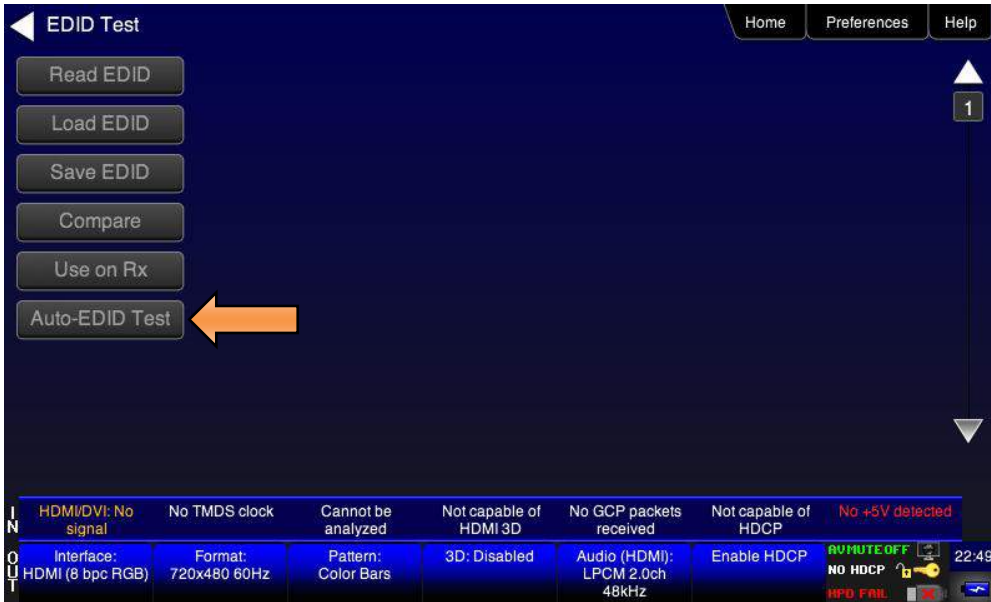 EDID Test
Home
Preferences
Help
Read EDID
1
Load EDID
Save EDID
Compare
Use on Rx
Auto-EDID Test
IN
HDMI/DVI: No
signal
No TMDS clock
Cannot be
analyzed
Not capable of
HDMI 3D
No GCP packets
received
Not capable of
HDCP
No +5V detected
OUT
Interface:
HDMI (8 bpc RGB)
Format:
720x480 60Hz
Pattern:
Color Bars
3D: Disabled
Audio (HDMI):
LPCM 2.0ch
48kHz
Enable HDCP
AVMUTEOFF
NO HDCP
HPD FAIL
22:49